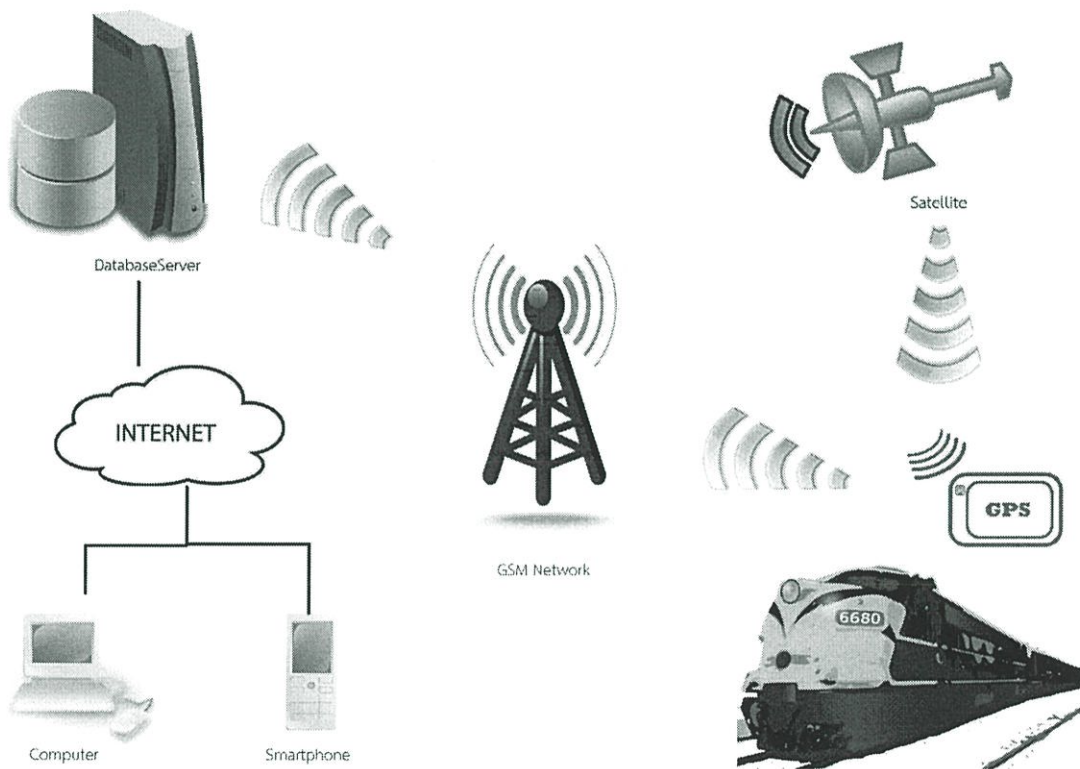 Satellite
DatabaseServer
INTERNET
GPS
GSM Network
6680
Computer
Smartphone